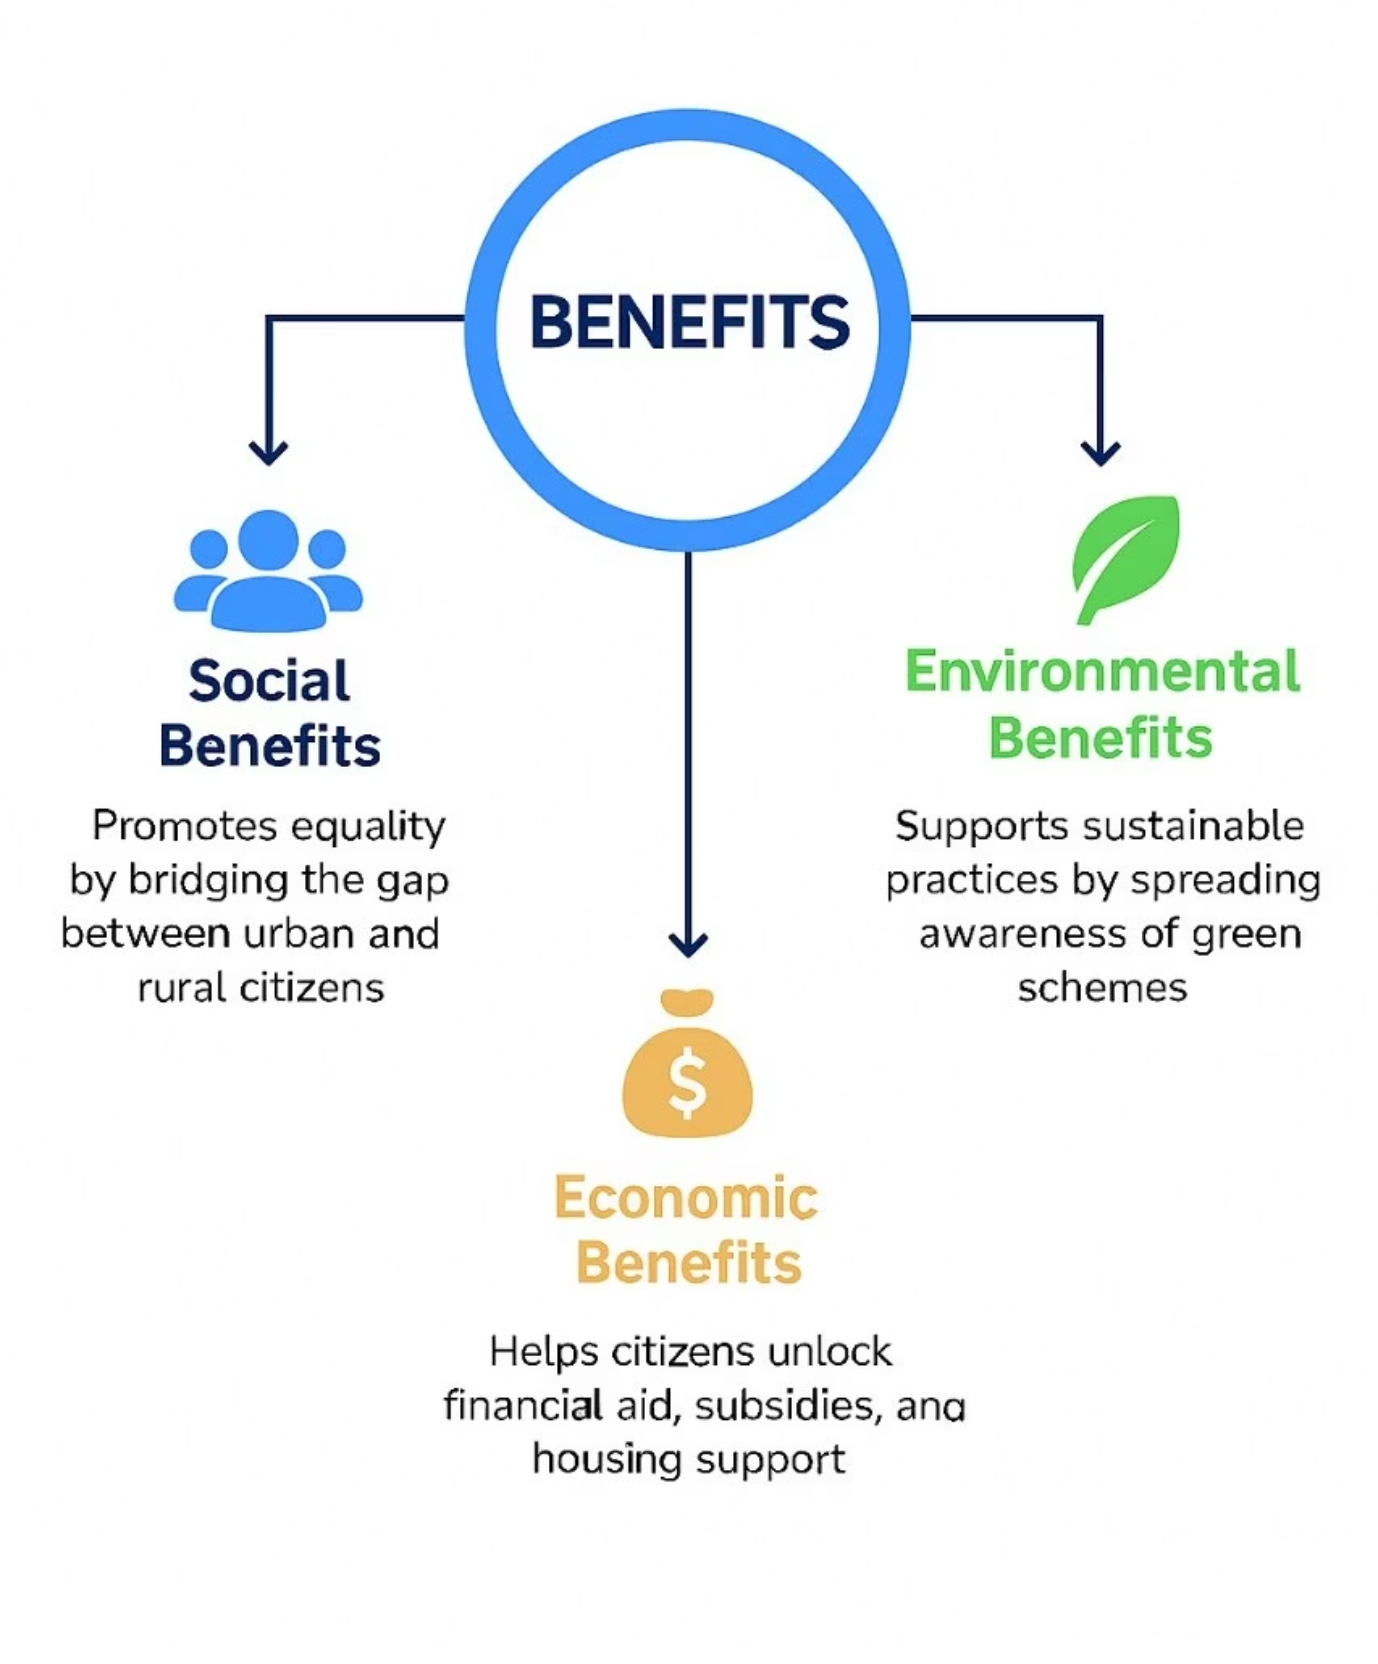 BENEFITS
Social
Benefits
Promotes equality
by bridging the gap
between urban and
rural citizens
Environmental
Benefits
Supports sustainable
practices by spreading
awareness of green
schemes
$
Economic
Benefits
Helps citizens unlock
financial aid, subsidies, ana
housing support